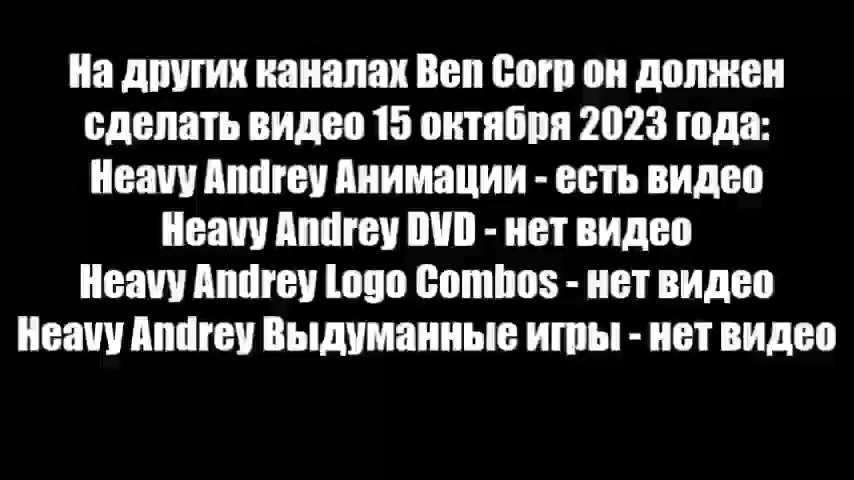 На других каналах Ben Corp он должен
сделать видео 15 октября 2023 года:
Heavy Andrey Анимации - есть видео
Heavy Andrey DVD - нет видео
Heavy Andrey Logo Combos - нет видео
Heavy Andrey Выдуманные игры - нет видео